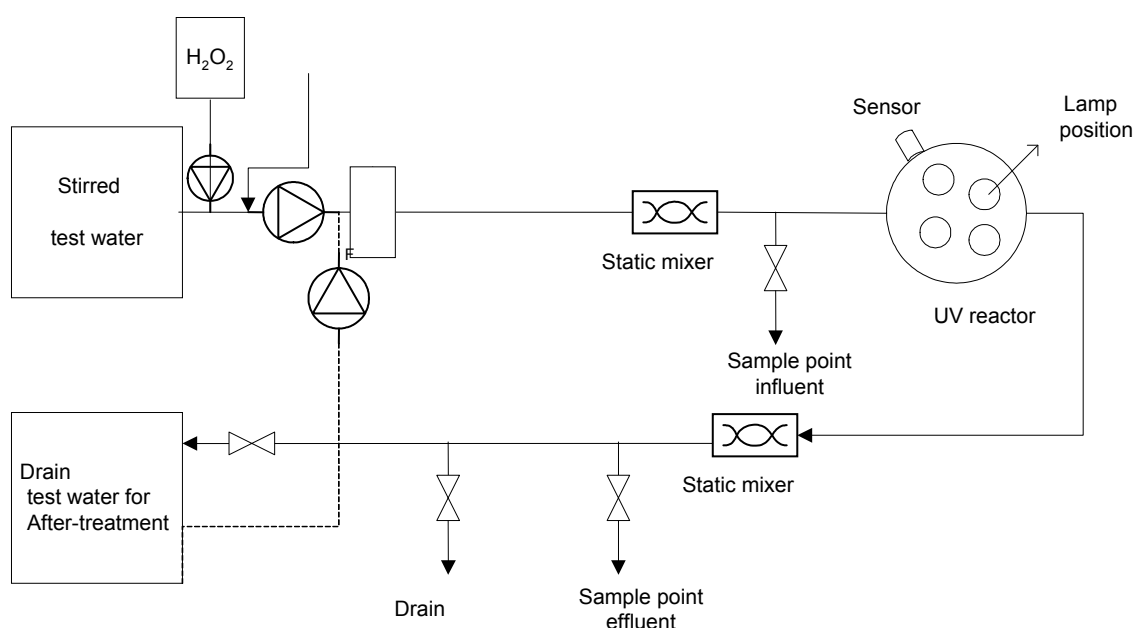 H₂O₂
Sensor
Lamp
position
Stirred
test water
F
Static mixer
UV reactor
Sample point
influent
Drain
test water for
After-treatment
Static mixer
Drain
Sample point
effluent